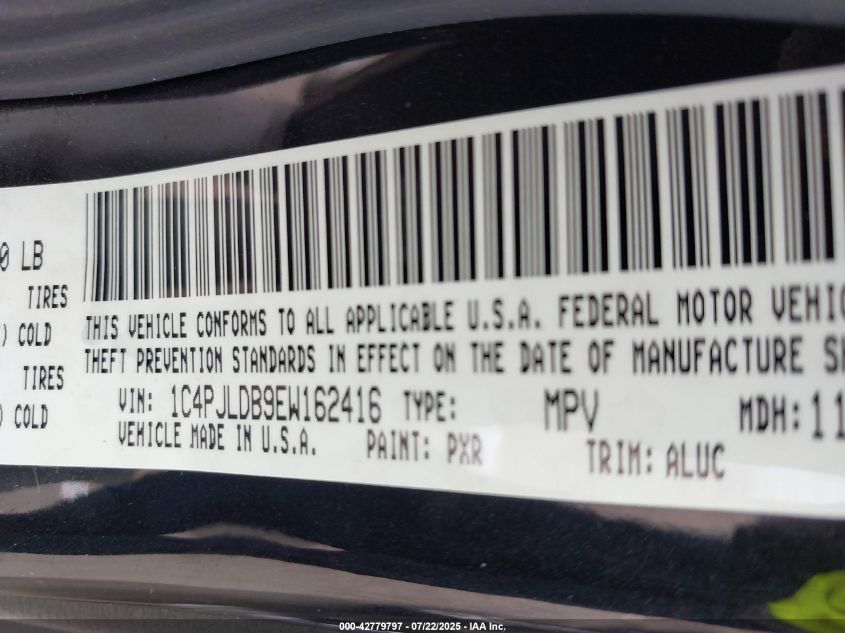 0 LB
TIRES
) COLD
TIRES
) COLD
THIS VEHICLE CONFORMS TO ALL APPLICABLE U.S.A. FEDERAL MOTOR VEHIC
THEFT PREVENTION STANDARDS IN EFFECT ON THE DATE OF MANUFACTURE SH
VIN: 1C4PJLDB9EW162416 TYPE: MPV MDH:11
VEHICLE MADE IN U.S.A. PAINT: PXR TRIM: ALUC
000-42779797 - 07/22/2025 - IAA Inc.